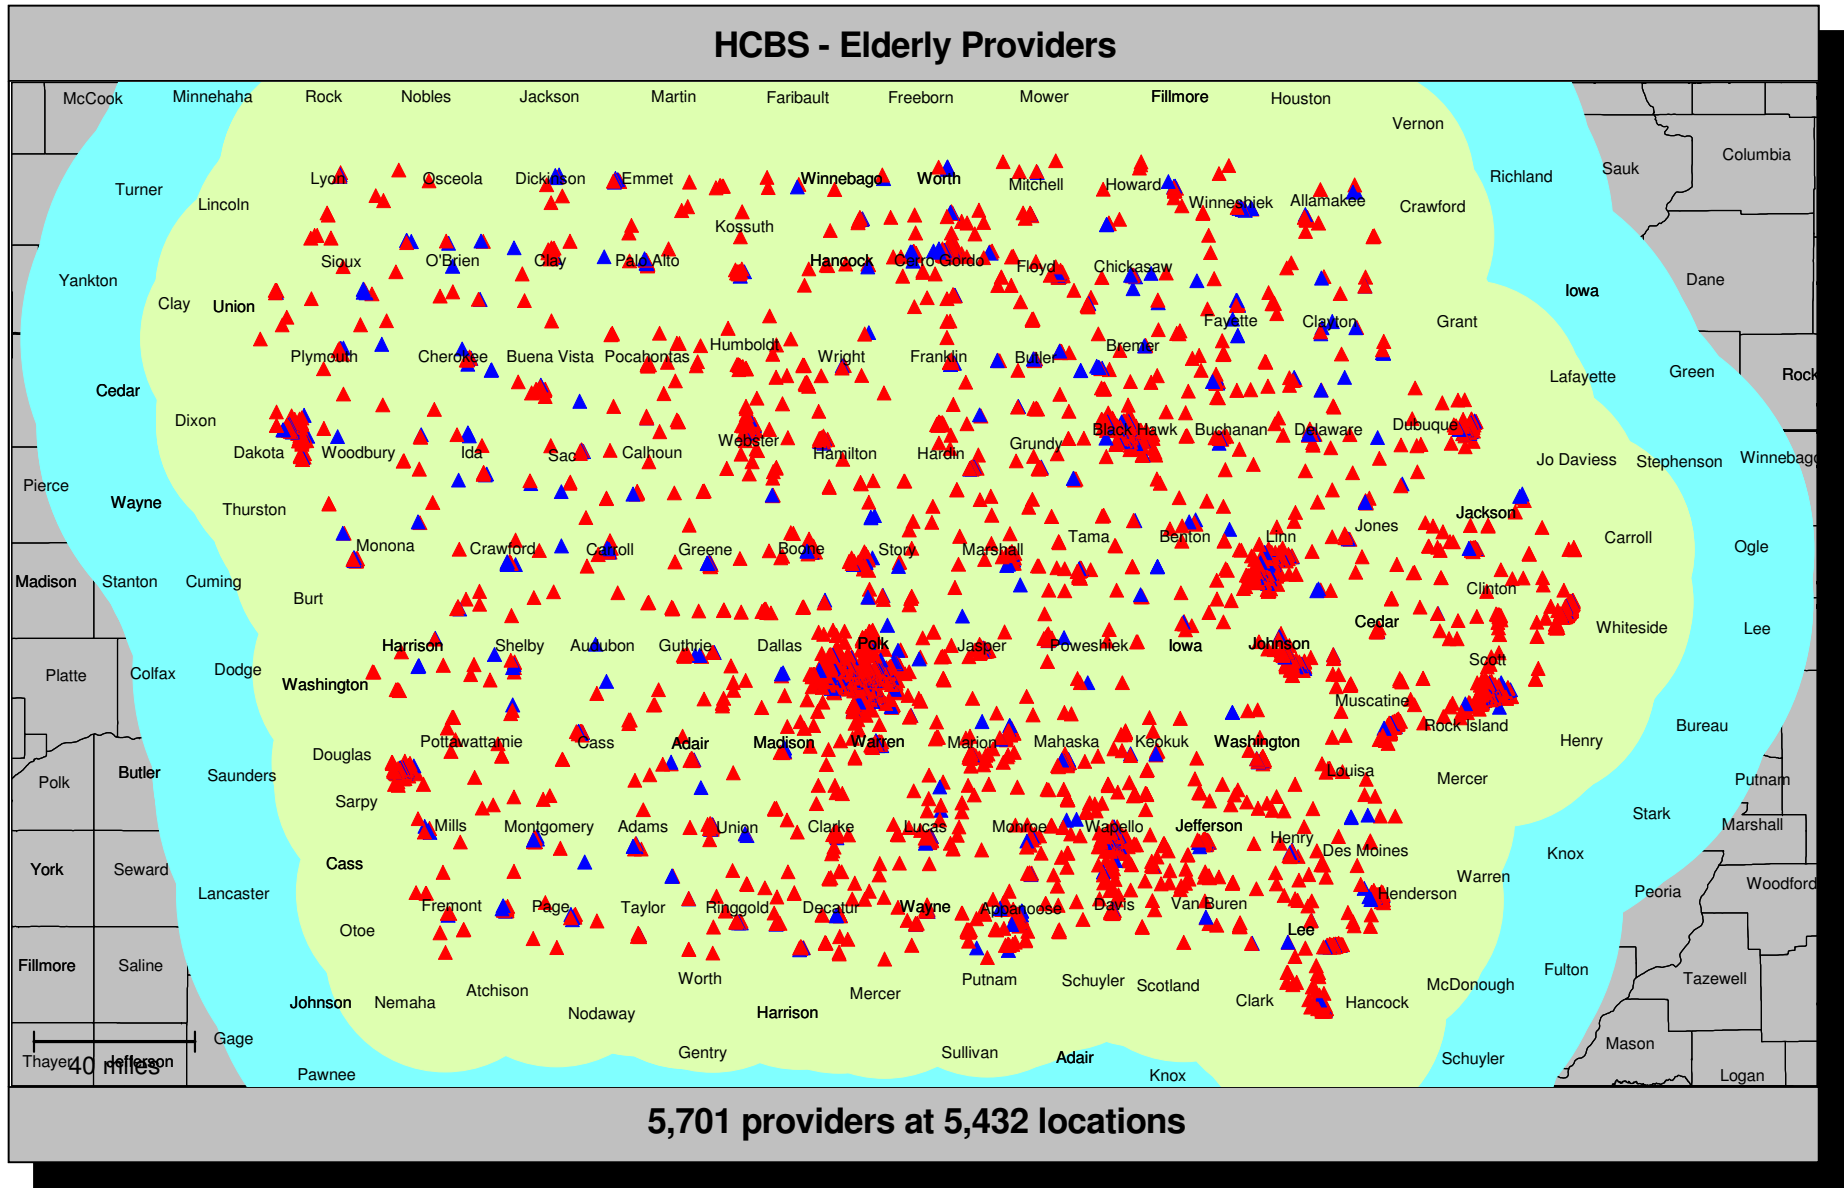 HCBS - Elderly Providers
McCook
Minnehaha
Rock
Nobles
Jackson
Martin
Faribault
Freeborn
Mower
Fillmore
Houston
Vernon
Columbia
Sauk
Richland
Turner
Lincoln
Lyon
Osceola
Dickinson
Emmet
Winnebago
Worth
Mitchell
Howard
Winneshiek
Allamakee
Crawford
Kossuth
Yankton
Clay
Union
Sioux
O'Brien
Clay
Palo Alto
Hancock
Cerro Gordo
Floyd
Chickasaw
Iowa
Dane
Fayette
Clayton
Grant
Plymouth
Cherokee
Buena Vista
Pocahontas
Humboldt
Wright
Franklin
Butler
Bremer
Lafayette
Green
Rock
Cedar
Dixon
Dakota
Woodbury
Ida
Sac
Calhoun
Webster
Hamilton
Hardin
Grundy
Black Hawk
Buchanan
Delaware
Dubuque
Jo Daviess
Stephenson
Winnebago
Pierce
Wayne
Thurston
Monona
Crawford
Carroll
Greene
Boone
Story
Marshall
Tama
Benton
Linn
Jones
Jackson
Carroll
Ogle
Madison
Stanton
Cuming
Burt
Clinton
Harrison
Shelby
Audubon
Guthrie
Dallas
Polk
Jasper
Poweshiek
Iowa
Johnson
Cedar
Whiteside
Lee
Platte
Colfax
Dodge
Washington
Scott
Muscatine
Rock Island
Bureau
Henry
Douglas
Pottawattamie
Cass
Adair
Madison
Warren
Marion
Mahaska
Keokuk
Washington
Louisa
Mercer
Polk
Butler
Saunders
Sarpy
Putnam
Stark
Marshall
Mills
Montgomery
Adams
Union
Clarke
Lucas
Monroe
Wapello
Jefferson
Henry
Des Moines
Knox
York
Seward
Cass
Lancaster
Warren
Henderson
Peoria
Woodford
Fremont
Page
Taylor
Ringgold
Decatur
Wayne
Appanoose
Davis
Van Buren
Lee
Otoe
Fillmore
Saline
Worth
Putnam
Schuyler
Scotland
Fulton
Tazewell
McDonough
Johnson
Nemaha
Atchison
Nodaway
Harrison
Mercer
Clark
Hancock
Gage
Gentry
Sullivan
Adair
Schuyler
Mason
Thayer
Jefferson
40 miles
Pawnee
Knox
Logan
5,701 providers at 5,432 locations